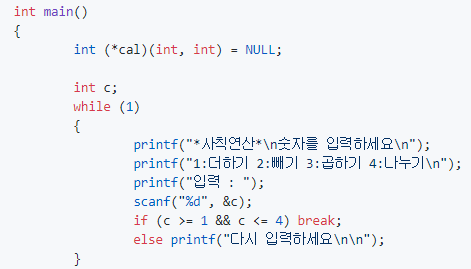 int main()
{
int (*cal)(int, int) = NULL;
int c;
while (1)
{
printf("*사칙연산*\n숫자를 입력하세요\n");
printf("1:더하기 2:빼기 3:곱하기 4:나누기\n");
printf("입력 : ");
scanf("%d", &c);
if (c >= 1 && c <= 4) break;
else printf("다시 입력하세요\n\n");
}